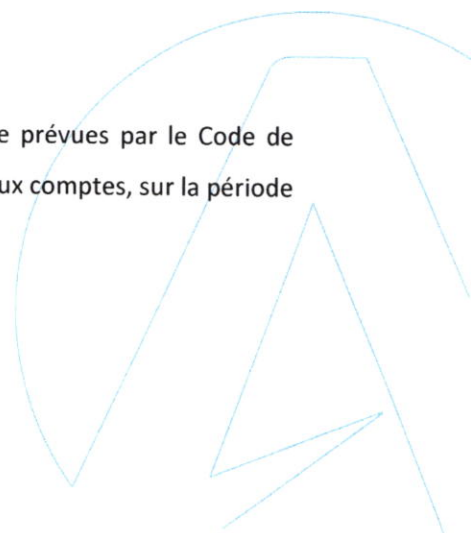 e prévues par le Code de
ux comptes, sur la période